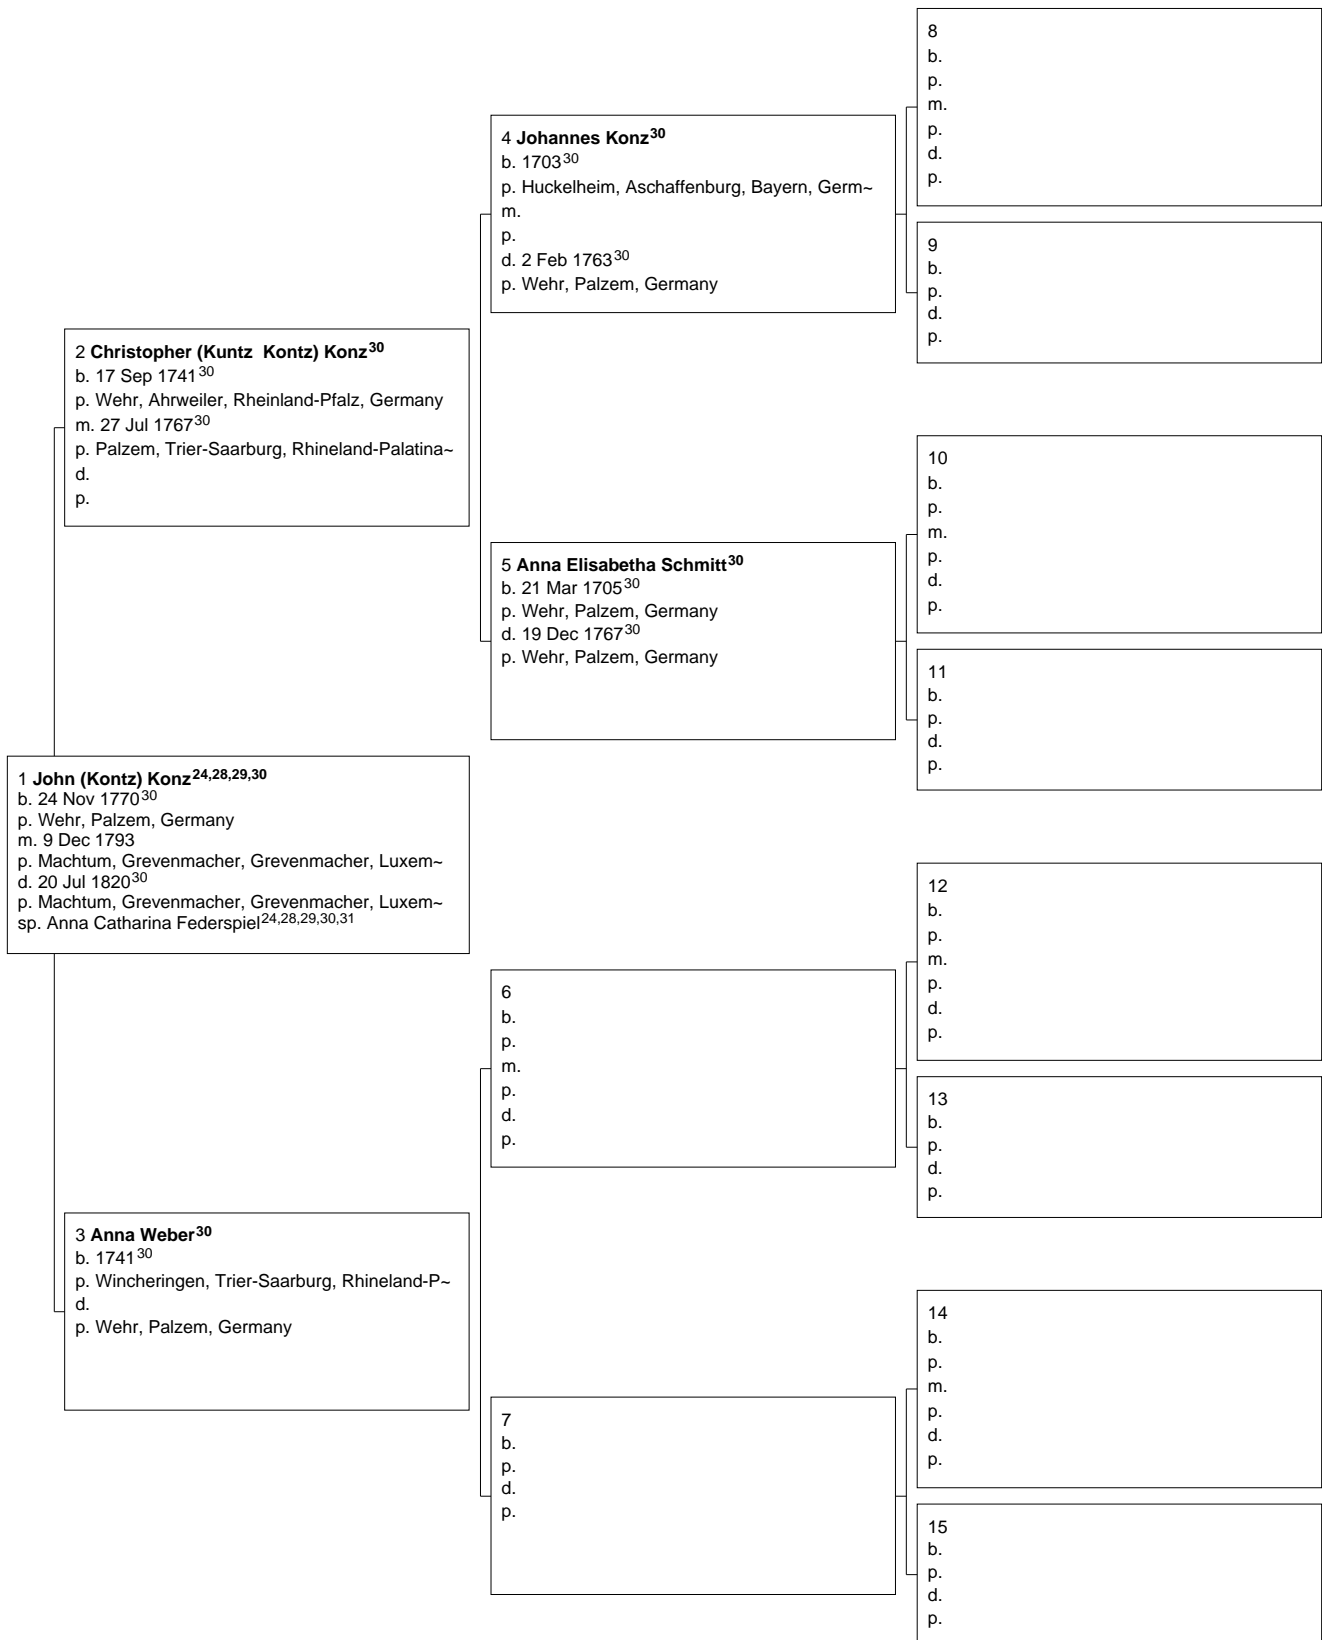 8
b.
p.
m.
p.
d.
p.
4 Johannes Konz30
b. 170330
p. Huckelheim, Aschaffenburg, Bayern, Germ~
m.
p.
d. 2 Feb 176330
p. Wehr, Palzem, Germany
9
b.
p.
d.
p.
2 Christopher (Kuntz  Kontz) Konz30
b. 17 Sep 174130
p. Wehr, Ahrweiler, Rheinland-Pfalz, Germany
m. 27 Jul 176730
p. Palzem, Trier-Saarburg, Rhineland-Palatina~
d.
p.
10
b.
p.
m.
p.
d.
p.
5 Anna Elisabetha Schmitt30
b. 21 Mar 170530
p. Wehr, Palzem, Germany
d. 19 Dec 176730
p. Wehr, Palzem, Germany
11
b.
p.
d.
p.
1 John (Kontz) Konz24,28,29,30
b. 24 Nov 177030
p. Wehr, Palzem, Germany
m. 9 Dec 1793
p. Machtum, Grevenmacher, Grevenmacher, Luxem~
d. 20 Jul 182030
p. Machtum, Grevenmacher, Grevenmacher, Luxem~
sp. Anna Catharina Federspiel24,28,29,30,31
12
b.
p.
m.
p.
d.
p.
6
b.
p.
m.
p.
d.
p.
13
b.
p.
d.
p.
3 Anna Weber30
b. 174130
p. Wincheringen, Trier-Saarburg, Rhineland-P~
d.
p. Wehr, Palzem, Germany
14
b.
p.
m.
p.
d.
p.
7
b.
p.
d.
p.
15
b.
p.
d.
p.